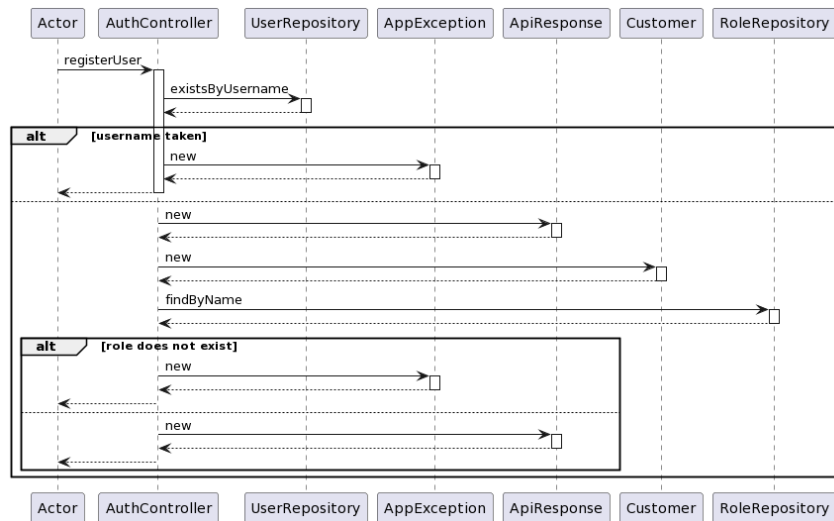 Actor AuthController UserRepository AppException ApiResponse Customer RoleRepository
registerUser
existsByUsername
alt [username taken]
new
new
new
findByName
alt [role does not exist]
new
new
Actor AuthController UserRepository AppException ApiResponse Customer RoleRepository